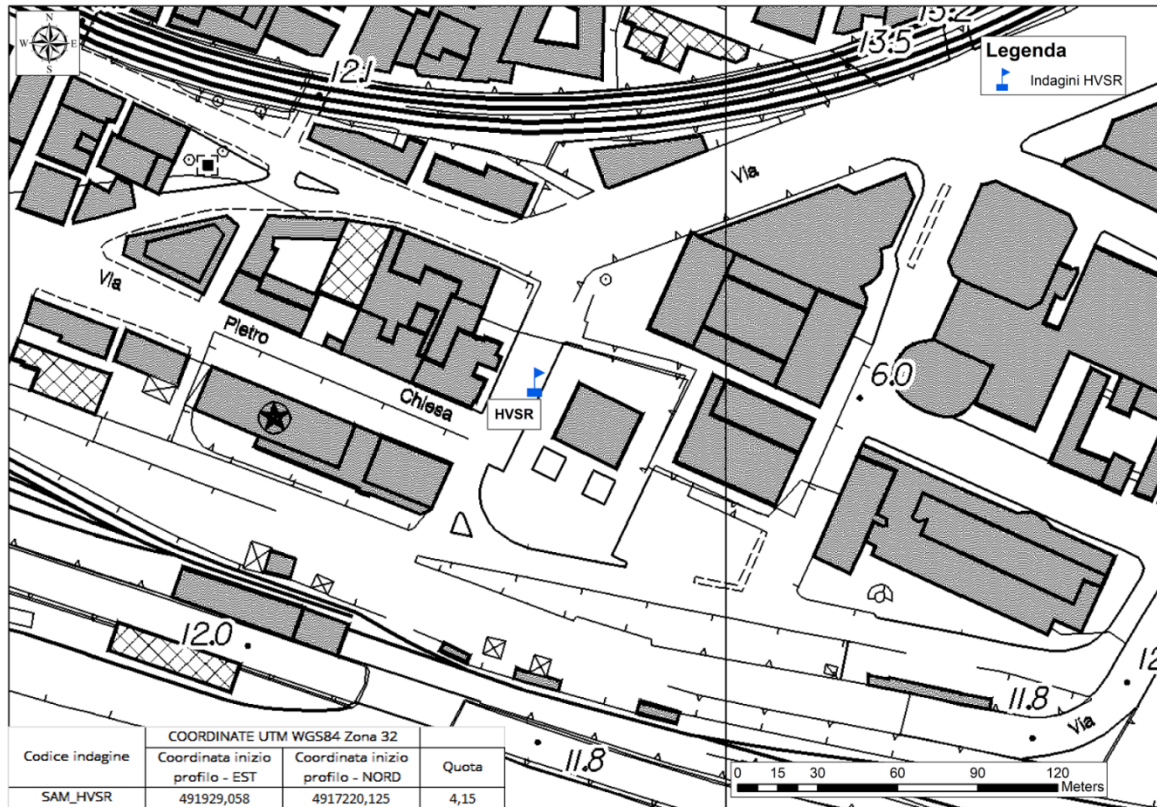 N
W E
S
12.1
13.5
13.2
Legenda
Indagini HVSR
Via
Via
Pietro
Chiesa
HVSR
6.0
12.0
11.8
11.8
12
Via
COORDINATE UTM WGS84 Zona 32
Codice indagine
Coordinata inizio profilo - EST
Coordinata inizio profilo - NORD
Quota
SAM_HVSR 491929,058 4917220,125 4,15
0 15 30 60 90 120
Meters